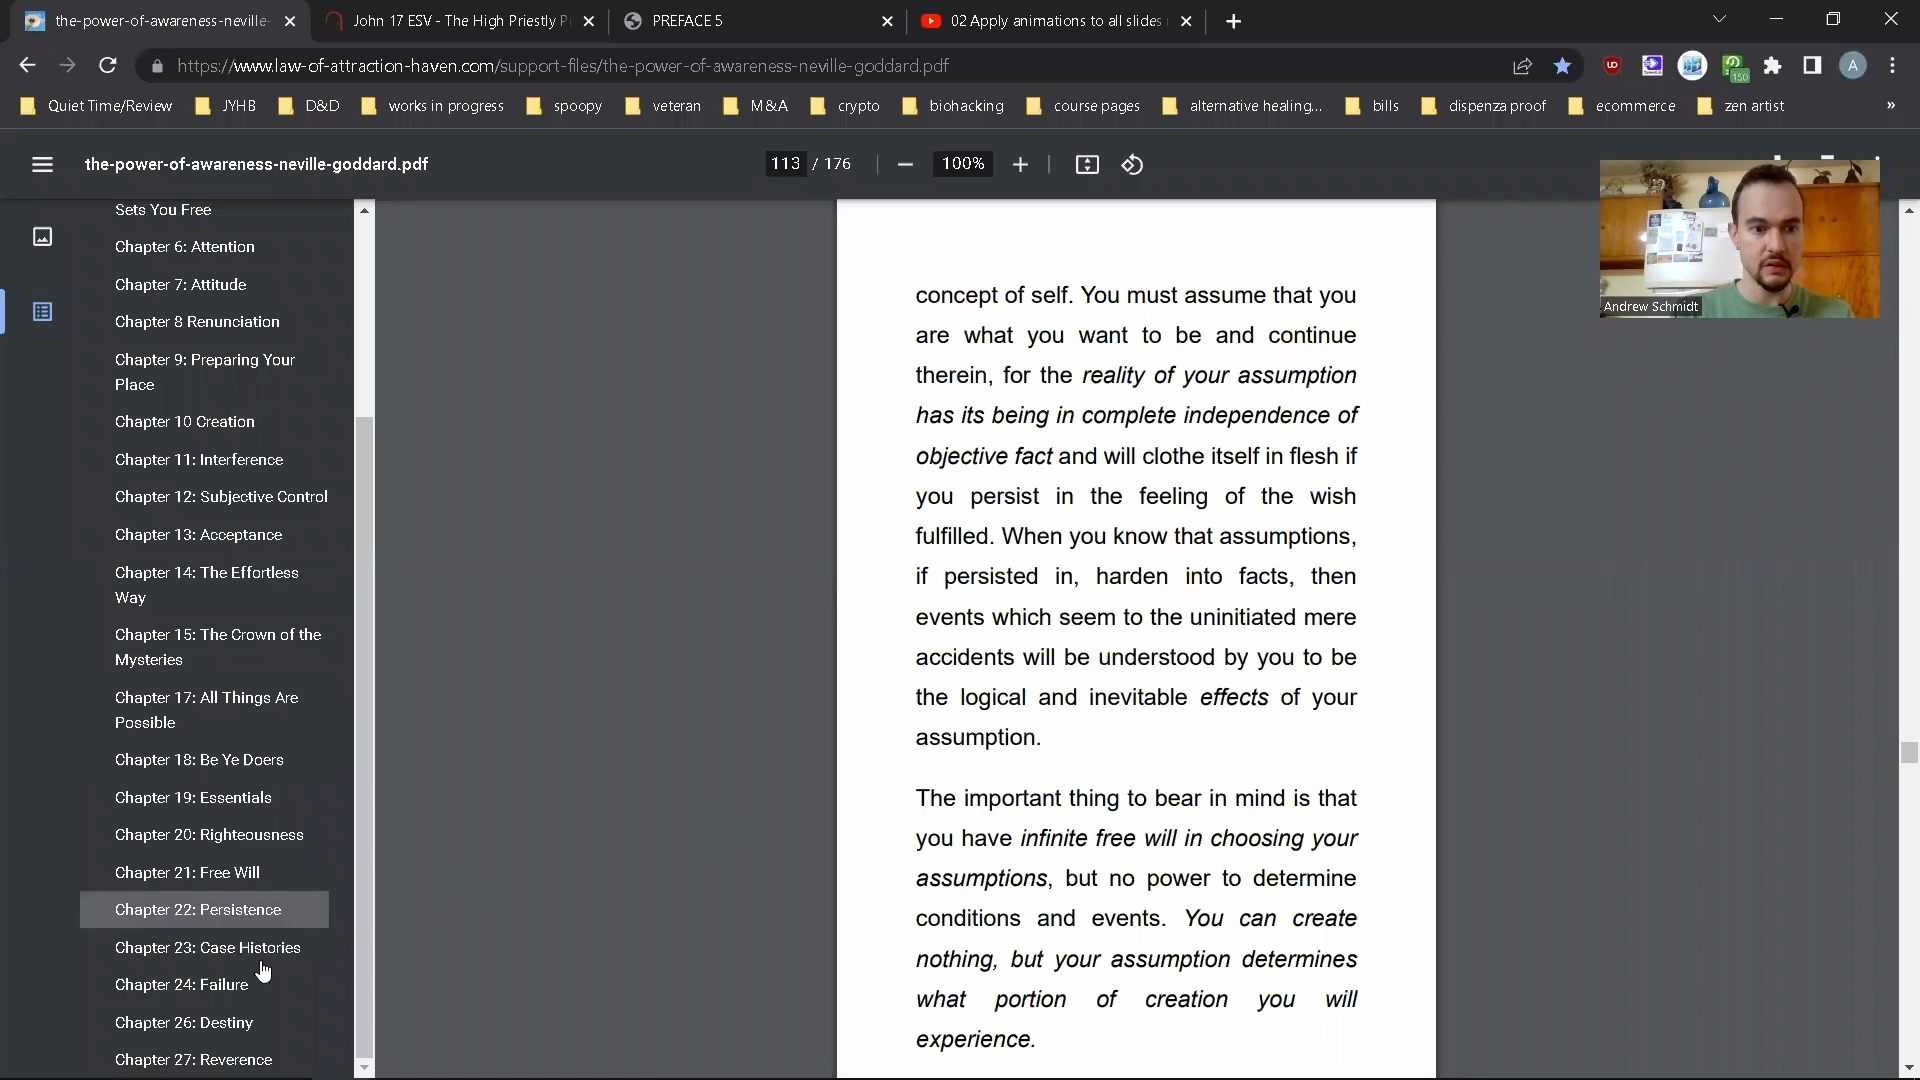 the-power-of-awareness-neville-
John 17 ESV - The High Priestly P
PREFACE 5
02 Apply animations to all slides
https://www.law-of-attraction-haven.com/support-files/the-power-of-awareness-neville-goddard.pdf
150
A
Quiet Time/Review
JYHB
D&D
works in progress
spoopy
veteran
M&A
crypto
biohacking
course pages
alternative healing...
bills
dispenza proof
ecommerce
zen artist
»
the-power-of-awareness-neville-goddard.pdf
113 / 176
100%
Sets You Free
Chapter 6: Attention
Chapter 7: Attitude
Chapter 8 Renunciation
Chapter 9: Preparing Your
Place
Chapter 10 Creation
Chapter 11: Interference
Chapter 12: Subjective Control
Chapter 13: Acceptance
Chapter 14: The Effortless
Way
Chapter 15: The Crown of the
Mysteries
Chapter 17: All Things Are
Possible
Chapter 18: Be Ye Doers
Chapter 19: Essentials
Chapter 20: Righteousness
Chapter 21: Free Will
Chapter 22: Persistence
Chapter 23: Case Histories
Chapter 24: Failure
Chapter 26: Destiny
Chapter 27: Reverence
concept of self. You must assume that you
are what you want to be and continue
therein, for the reality of your assumption
has its being in complete independence of
objective fact and will clothe itself in flesh if
you persist in the feeling of the wish
fulfilled. When you know that assumptions,
if persisted in, harden into facts, then
events which seem to the uninitiated mere
accidents will be understood by you to be
the logical and inevitable effects of your
assumption.
The important thing to bear in mind is that
you have infinite free will in choosing your
assumptions, but no power to determine
conditions and events. You can create
nothing, but your assumption determines
what portion of creation you will
experience.
Andrew Schmidt